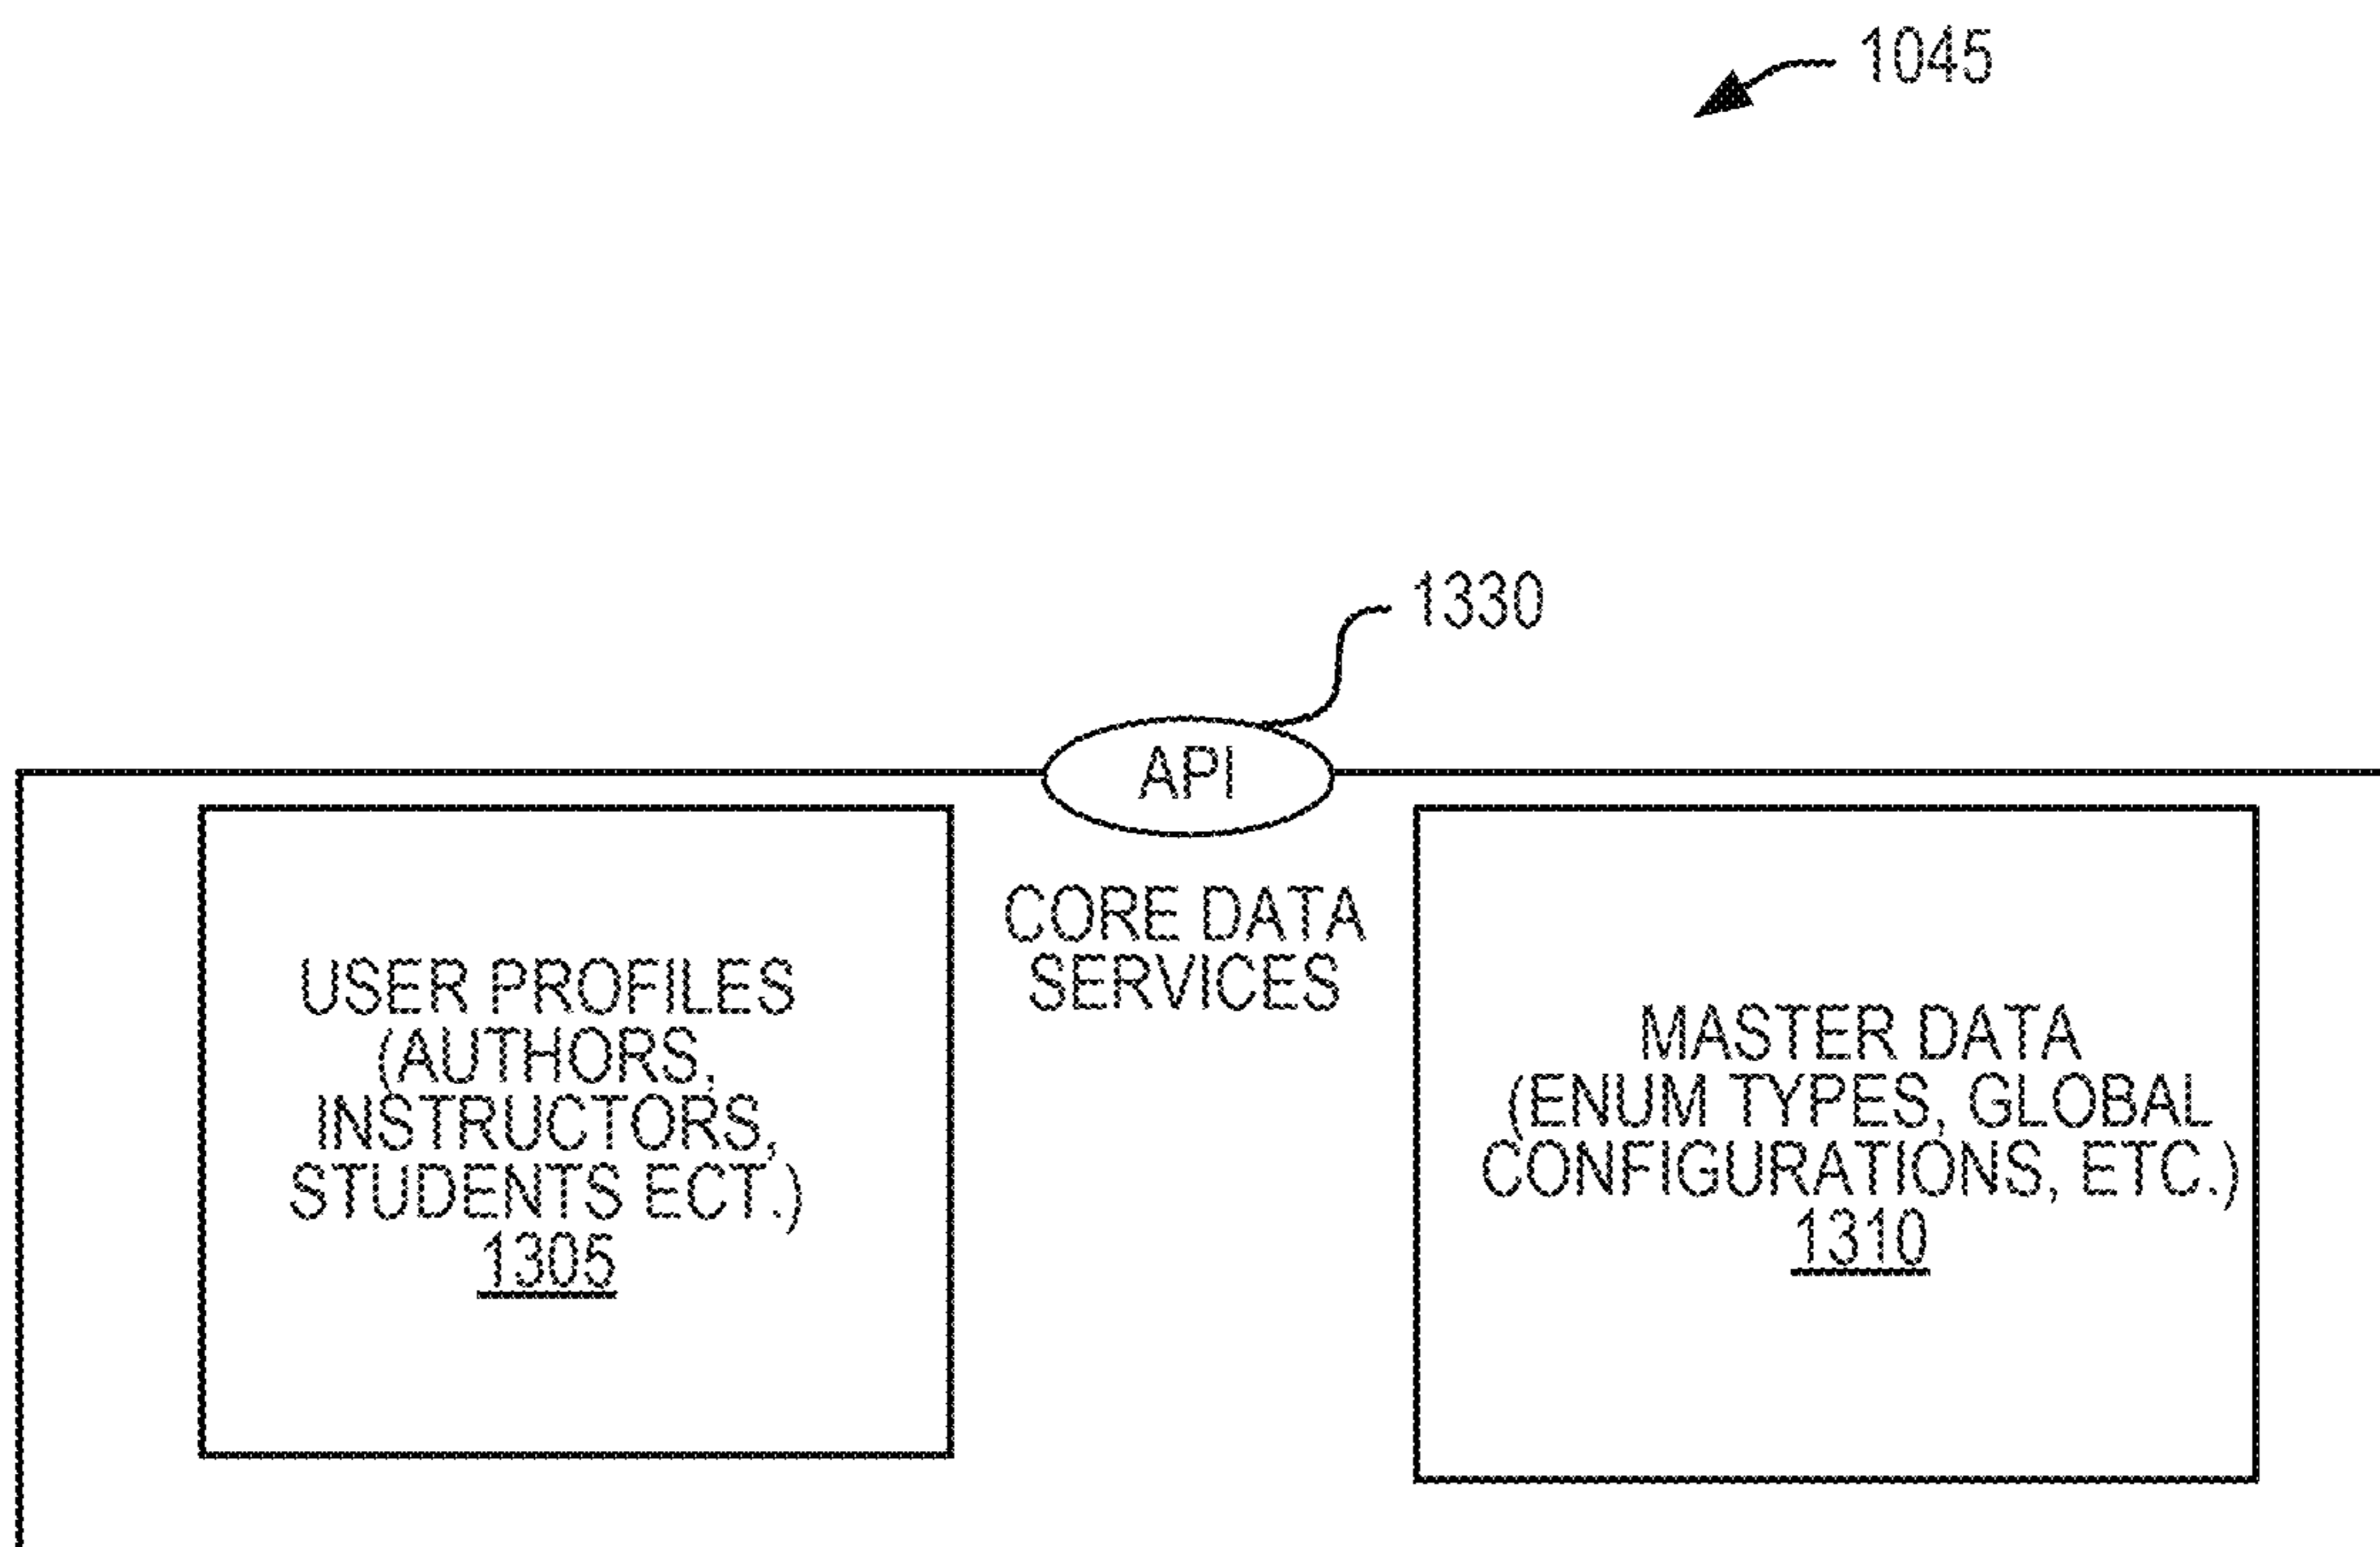 1045
1330
API
CORE DATA
SERVICES
USER PROFILES
(AUTHORS,
INSTRUCTORS,
STUDENTS ECT.)
1305
MASTER DATA
(ENUM TYPES, GLOBAL
CONFIGURATIONS, ETC.)
1310